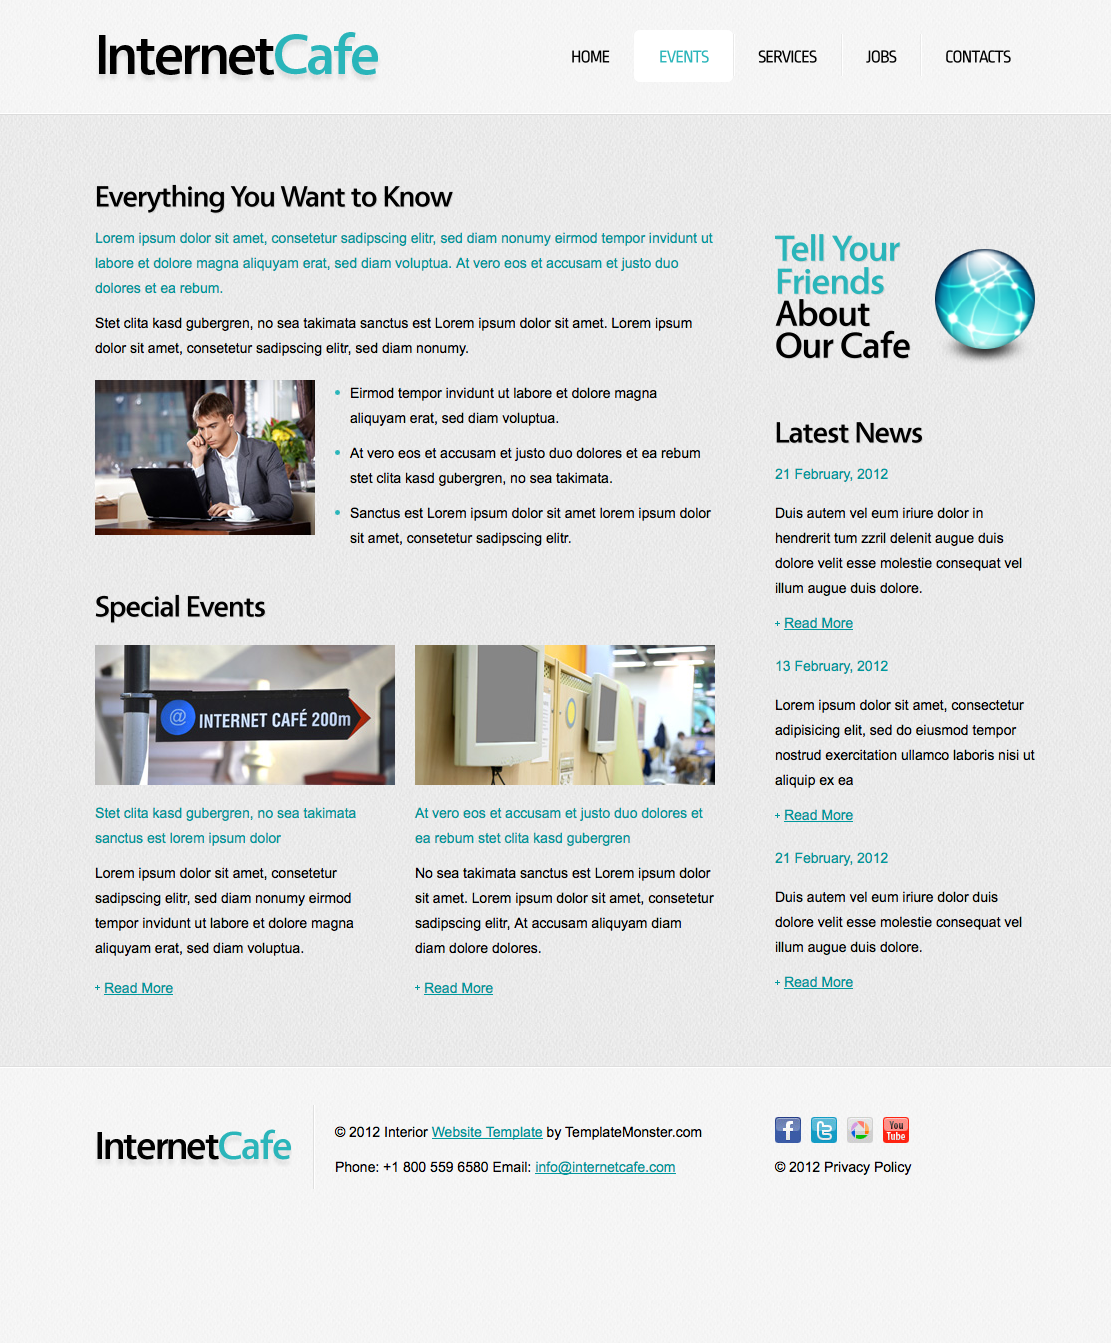 InternetCafe
HOME
EVENTS
SERVICES
JOBS
CONTACTS
Everything You Want to Know
Lorem ipsum dolor sit amet, consetetur sadipscing elitr, sed diam nonumy eirmod tempor invidunt ut
labore et dolore magna aliquyam erat, sed diam voluptua. At vero eos et accusam et justo duo
dolores et ea rebum.
Stet clita kasd gubergren, no sea takimata sanctus est Lorem ipsum dolor sit amet. Lorem ipsum
dolor sit amet, consetetur sadipscing elitr, sed diam nonumy.
Eirmod tempor invidunt ut labore et dolore magna
aliquyam erat, sed diam voluptua.
At vero eos et accusam et justo duo dolores et ea rebum
stet clita kasd gubergren, no sea takimata.
Sanctus est Lorem ipsum dolor sit amet lorem ipsum dolor
sit amet, consetetur sadipscing elitr.
Special Events
@ INTERNET CAFÉ 200m
Stet clita kasd gubergren, no sea takimata
sanctus est lorem ipsum dolor
Lorem ipsum dolor sit amet, consetetur
sadipscing elitr, sed diam nonumy eirmod
tempor invidunt ut labore et dolore magna
aliquyam erat, sed diam voluptua.
+ Read More
At vero eos et accusam et justo duo dolores et
ea rebum stet clita kasd gubergren
No sea takimata sanctus est Lorem ipsum dolor
sit amet. Lorem ipsum dolor sit amet, consetetur
sadipscing elitr, At accusam aliquyam diam
diam dolore dolores.
+ Read More
Tell Your
Friends
About
Our Cafe
Latest News
21 February, 2012
Duis autem vel eum iriure dolor in
hendrerit tum zzril delenit augue duis
dolore velit esse molestie consequat vel
illum augue duis dolore.
+ Read More
13 February, 2012
Lorem ipsum dolor sit amet, consectetur
adipisicing elit, sed do eiusmod tempor
nostrud exercitation ullamco laboris nisi ut
aliquip ex ea
+ Read More
21 February, 2012
Duis autem vel eum iriure dolor duis
dolore velit esse molestie consequat vel
illum augue duis dolore.
+ Read More
InternetCafe
© 2012 Interior Website Template by TemplateMonster.com
Phone: +1 800 559 6580 Email: info@internetcafe.com
f
t
You
Tube
© 2012 Privacy Policy